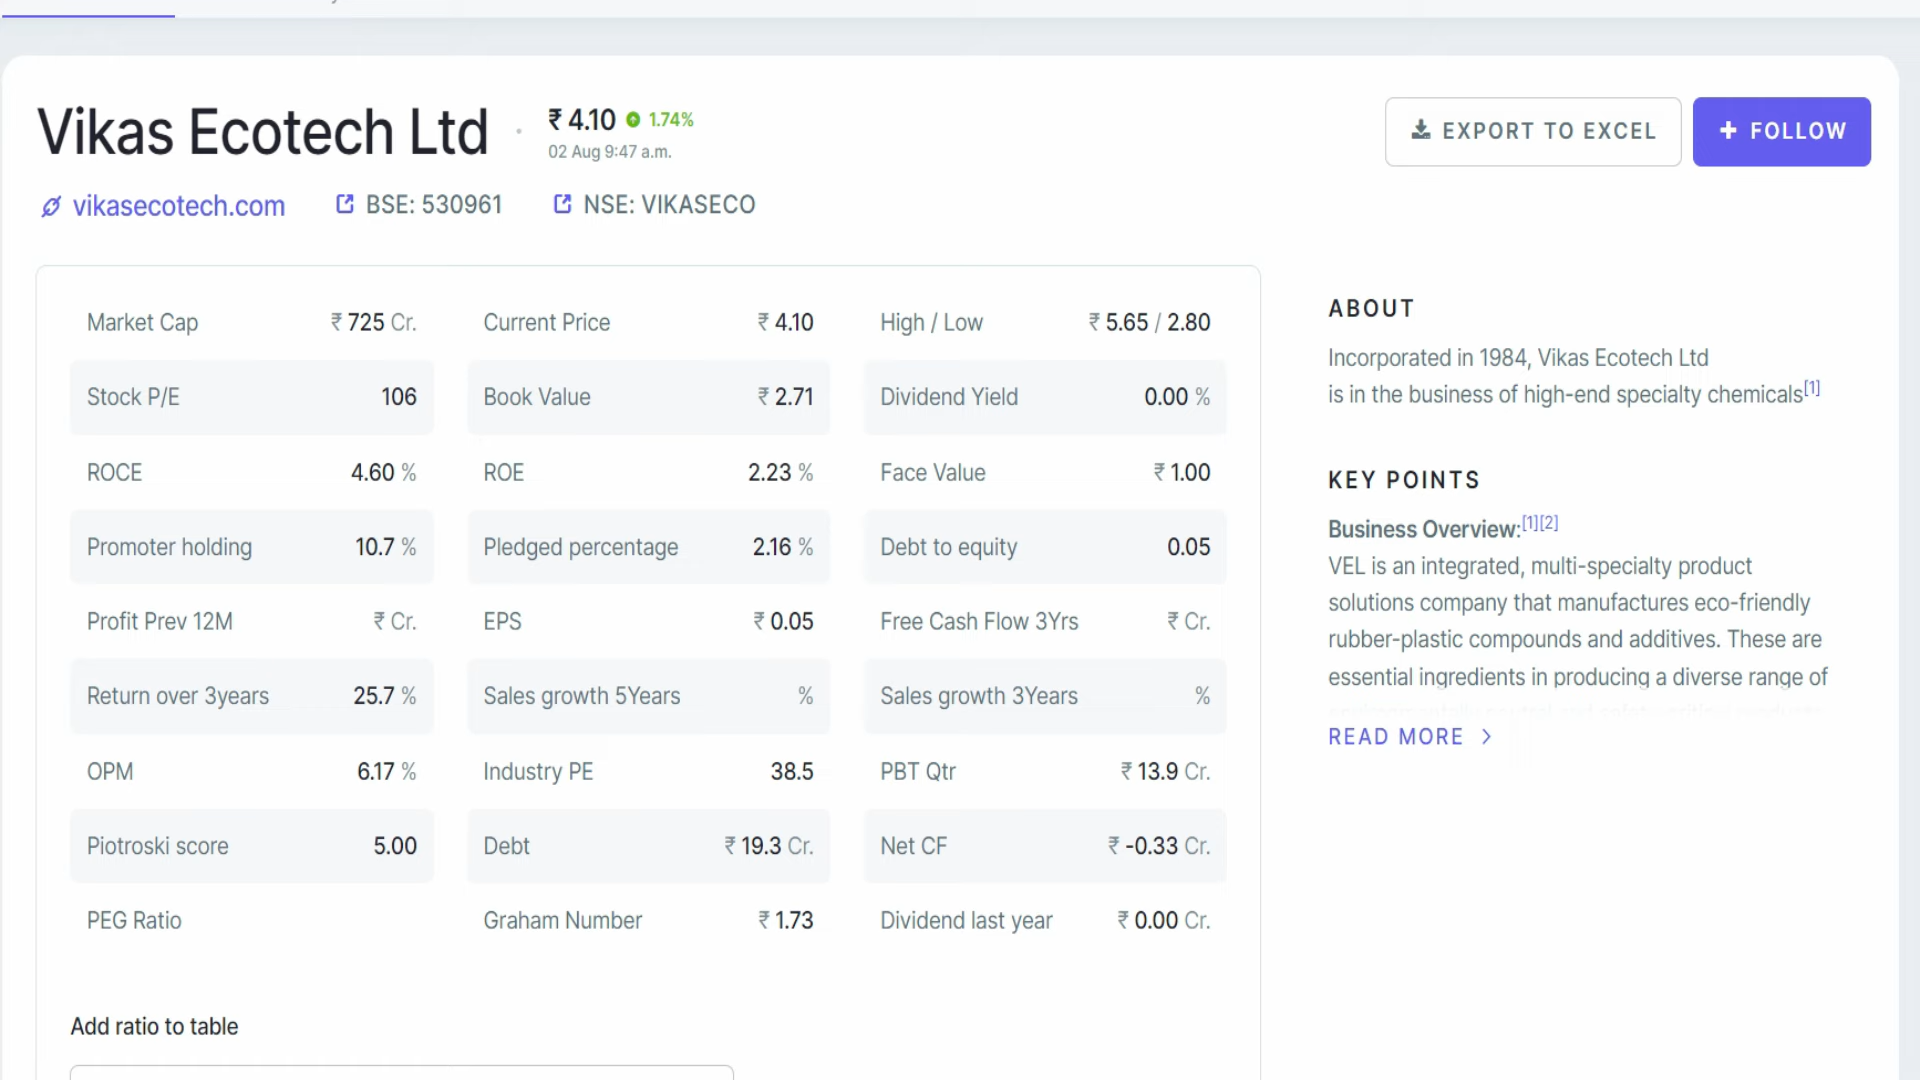 Vikas Ecotech Ltd
₹ 4.10 1.74%
02 Aug 9:47 a.m.
EXPORT TO EXCEL
FOLLOW
vikasecotech.com
BSE: 530961
NSE: VIKASECO
Market Cap ₹ 725 Cr.
Current Price ₹ 4.10
High / Low ₹ 5.65 / 2.80
Stock P/E 106
Book Value ₹ 2.71
Dividend Yield 0.00 %
ROCE 4.60 %
ROE 2.23 %
Face Value ₹ 1.00
Promoter holding 10.7 %
Pledged percentage 2.16 %
Debt to equity 0.05
Profit Prev 12M ₹ Cr.
EPS ₹ 0.05
Free Cash Flow 3Yrs ₹ Cr.
Return over 3years 25.7 %
Sales growth 5Years %
Sales growth 3Years %
OPM 6.17 %
Industry PE 38.5
PBT Qtr ₹ 13.9 Cr.
Piotroski score 5.00
Debt ₹ 19.3 Cr.
Net CF ₹ -0.33 Cr.
PEG Ratio
Graham Number ₹ 1.73
Dividend last year ₹ 0.00 Cr.
Add ratio to table
ABOUT
Incorporated in 1984, Vikas Ecotech Ltd
is in the business of high-end specialty chemicals[1]
KEY POINTS
Business Overview:[1][2]
VEL is an integrated, multi-specialty product
solutions company that manufactures eco-friendly
rubber-plastic compounds and additives. These are
essential ingredients in producing a diverse range of
READ MORE